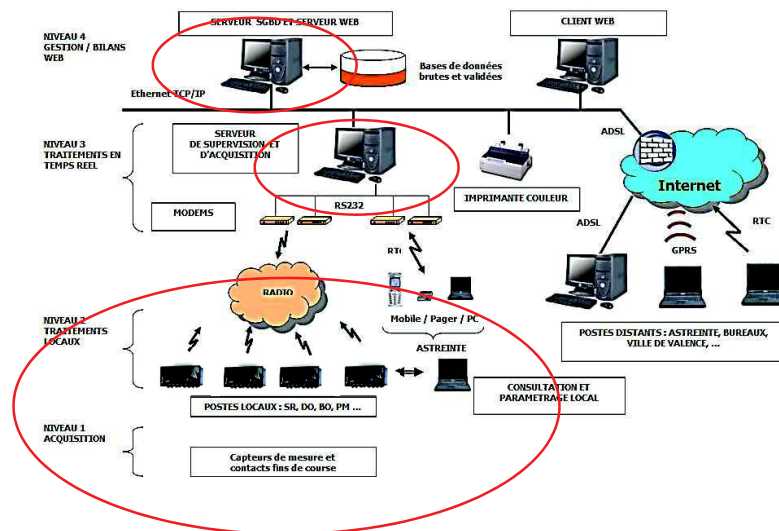 SERVEUR SGBD ET SERVEUR WEB
CLIENT WEB
NIVEAU 4
GESTION / BILANS
WEB
Bases de données
brutes et validées
Ethernet TCP/IP
ADSL
NIVEAU 3
TRAITEMENTS EN
TEMPS REEL
SERVEUR
DE SUPERVISION ET
D'ACQUISITION
IMPRIMANTE COULEUR
Internet
MODEMS
RS232
ADSL
GPRS
RTC
RTC
RADIO
NIVEAU 2
TRAITEMENTS
LOCAUX
Mobile / Pager / PC
ASTREINTE
POSTES DISTANTS : ASTREINTE, BUREAUX,
VILLE DE VALENCE, ...
POSTES LOCAUX : SR, DO, BO, PM ...
CONSULTATION ET
PARAMETRAGE LOCAL
NIVEAU 1
ACQUISITION
Capteurs de mesure et
contacts fins de course